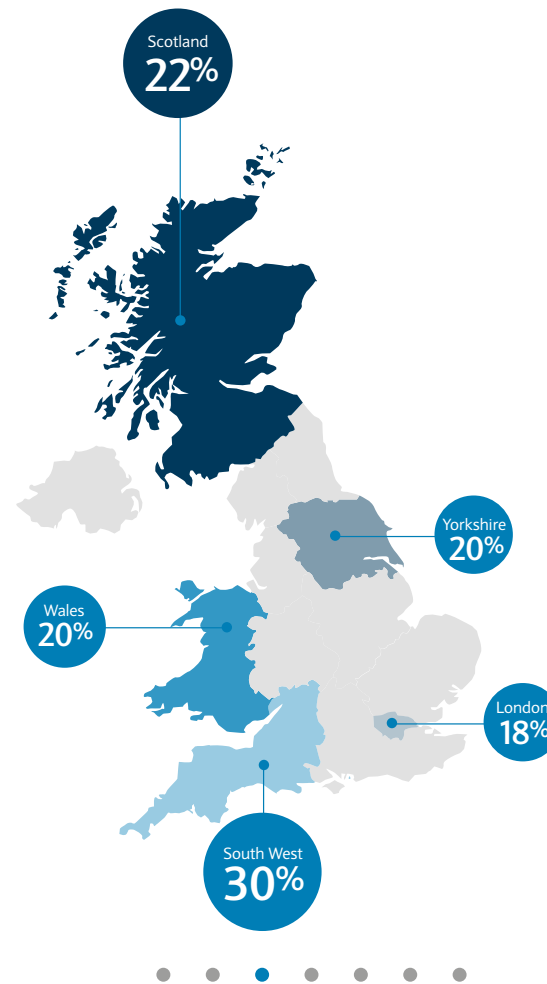 Scotland
22%
Yorkshire
20%
Wales
20%
London
18%
South West
30%